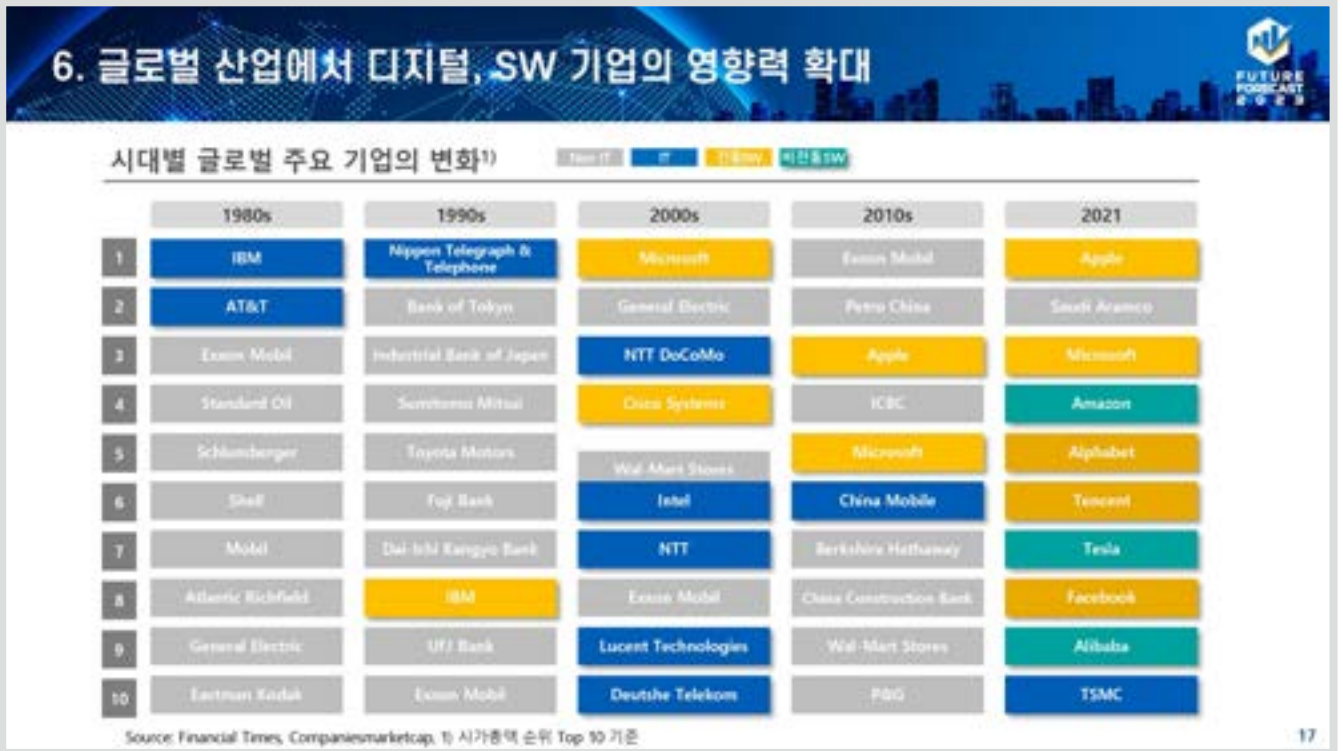 6. 글로벌 산업에서 디지털, SW 기업의 영향력 확대
FUTURE
FORECAST
2023
시대별 글로벌 주요 기업의 변화1)
Non IT IT 전통SW 비전통SW
1980s 1990s 2000s 2010s 2021
1 IBM Nippon Telegraph & Telephone Microsoft Exxon Mobil Apple
2 AT&T Bank of Tokyo General Electric Petro China Saudi Aramco
3 Exxon Mobil Industrial Bank of Japan NTT DoCoMo Apple Microsoft
4 Standard Oil Sumitomo Mitsui Cisco Systems ICBC Amazon
5 Schlumberger Toyota Motors Wal-Mart Stores Microsoft Alphabet
6 Shell Fuji Bank Intel China Mobile Tencent
7 Mobil Dai-Ichi Kangyo Bank NTT Berkshire Hathaway Tesla
8 Atlantic Richfield IBM Exxon Mobil China Construction Bank Facebook
9 General Electric UFJ Bank Lucent Technologies Wal-Mart Stores Alibaba
10 Eastman Kodak Exxon Mobil Deutshe Telekom P&G TSMC
Source: Financial Times, Companiesmarketcap, 1) 시가총액 순위 Top 10 기준
17